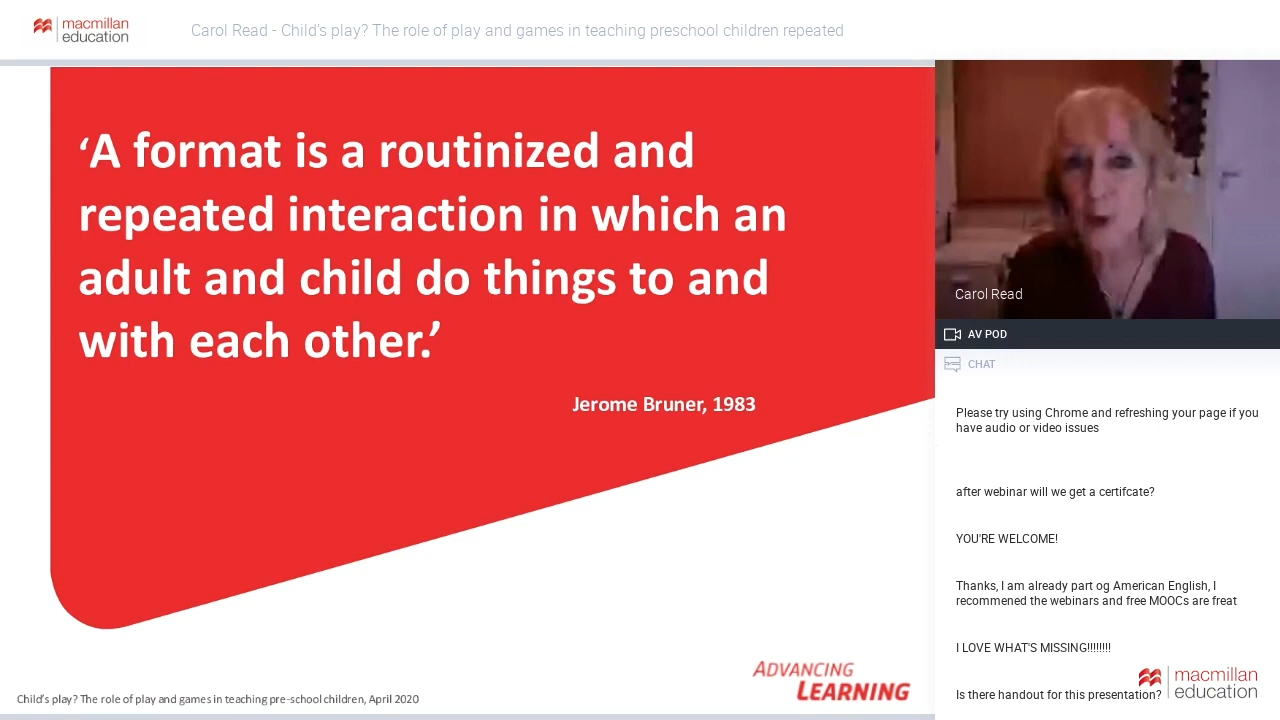 macmillan
education
Carol Read - Child's play? The role of play and games in teaching preschool children repeated
‘A format is a routinized and
repeated interaction in which an
adult and child do things to and
with each other.’
Jerome Bruner, 1983
ADVANCING
LEARNING
Child’s play? The role of play and games in teaching pre-school children, April 2020
Carol Read
AV POD
CHAT
Please try using Chrome and refreshing your page if you
have audio or video issues
after webinar will we get a certifcate?
YOU'RE WELCOME!
Thanks, I am already part og American English, I
recommened the webinars and free MOOCs are freat
I LOVE WHAT'S MISSING!!!!!!!!
Is there handout for this presentation?
macmillan
education